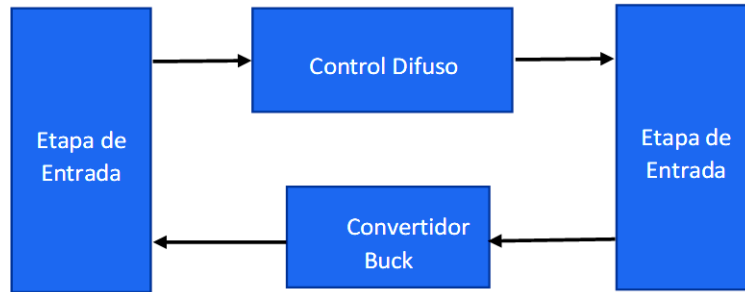 Etapa de
Entrada
Control Difuso
Etapa de
Entrada
Convertidor
Buck